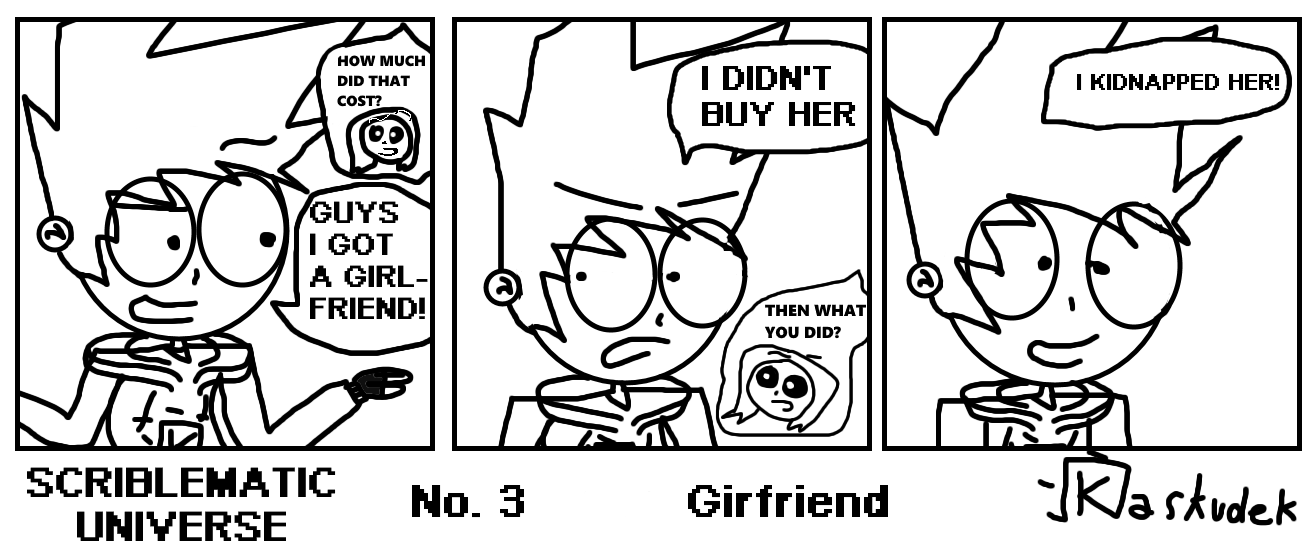 HOW MUCH
DID THAT
COST?
GUYS
I GOT
A GIRL-
FRIEND!
I DIDN'T
BUY HER
THEN WHAT
YOU DID?
I KIDNAPPED HER!
SCRIBLEMATIC
UNIVERSE
No. 3
Girfriend
Kastudek